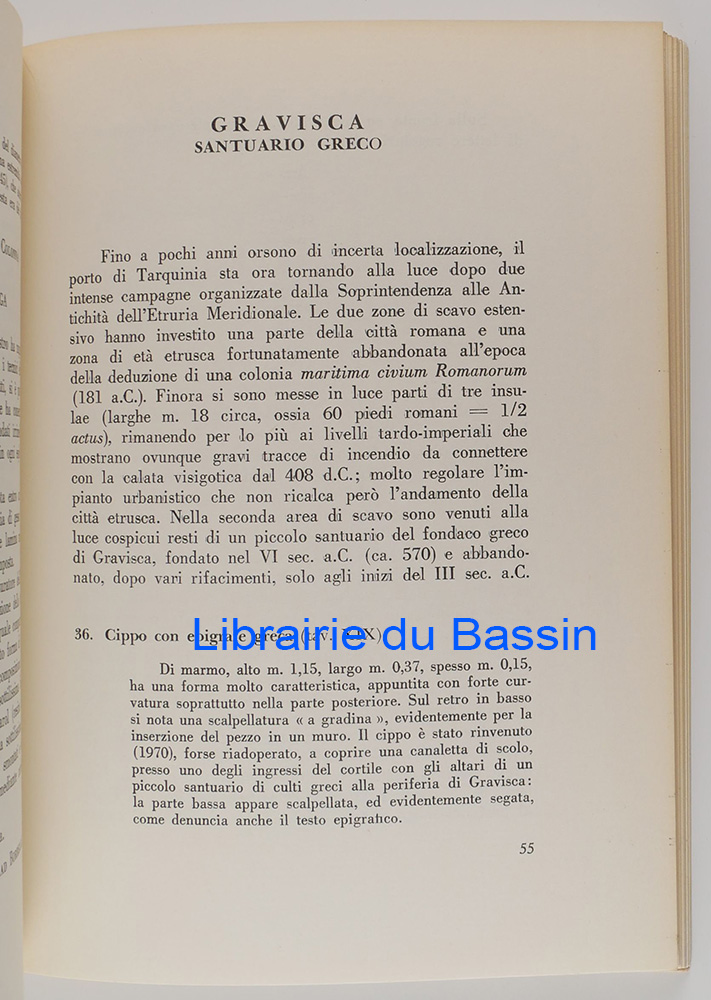 GRAVISCA
SANTUARIO GRECO
Fino a pochi anni orsono di incerta localizzazione, il
porto di Tarquinia sta ora tornando alla luce dopo due
intense campagne organizzate dalla Soprintendenza alle An-
tichità dell'Etruria Meridionale. Le due zone di scavo esten-
sivo hanno investito una parte della città romana e una
zona di età etrusca fortunatamente abbandonata all'epoca
della deduzione di una colonia maritima civium Romanorum
(181 a.C.). Finora si sono messe in luce parti di tre insu-
lae (larghe m. 18 circa, ossia 60 piedi romani = 1/2
actus), rimanendo per lo più ai livelli tardo-imperiali che
mostrano ovunque gravi tracce di incendio da connettere
con la calata visigotica dal 408 d.C.; molto regolare l'im-
pianto urbanistico che non ricalca però l'andamento della
città etrusca. Nella seconda area di scavo sono venuti alla
luce cospicui resti di un piccolo santuario del fondaco greco
di Gravisca, fondato nel VI sec. a.C. (ca. 570) e abbando-
nato, dopo vari rifacimenti, solo agli inizi del III sec. a.C.
36. Cippo con epigrafe greca (tav. XIX)
Librairie du Bassin
Di marmo, alto m. 1,15, largo m. 0,37, spesso m. 0,15,
ha una forma molto caratteristica, appuntita con forte cur-
vatura soprattutto nella parte posteriore. Sul retro in basso
si nota una scalpellatura « a gradina », evidentemente per la
inserzione del pezzo in un muro. Il cippo è stato rinvenuto
(1970), forse riadoperato, a coprire una canaletta di scolo,
presso uno degli ingressi del cortile con gli altari di un
piccolo santuario di culti greci alla periferia di Gravisca:
la parte bassa appare scalpellata, ed evidentemente segata,
come denuncia anche il testo epigrafico.
55